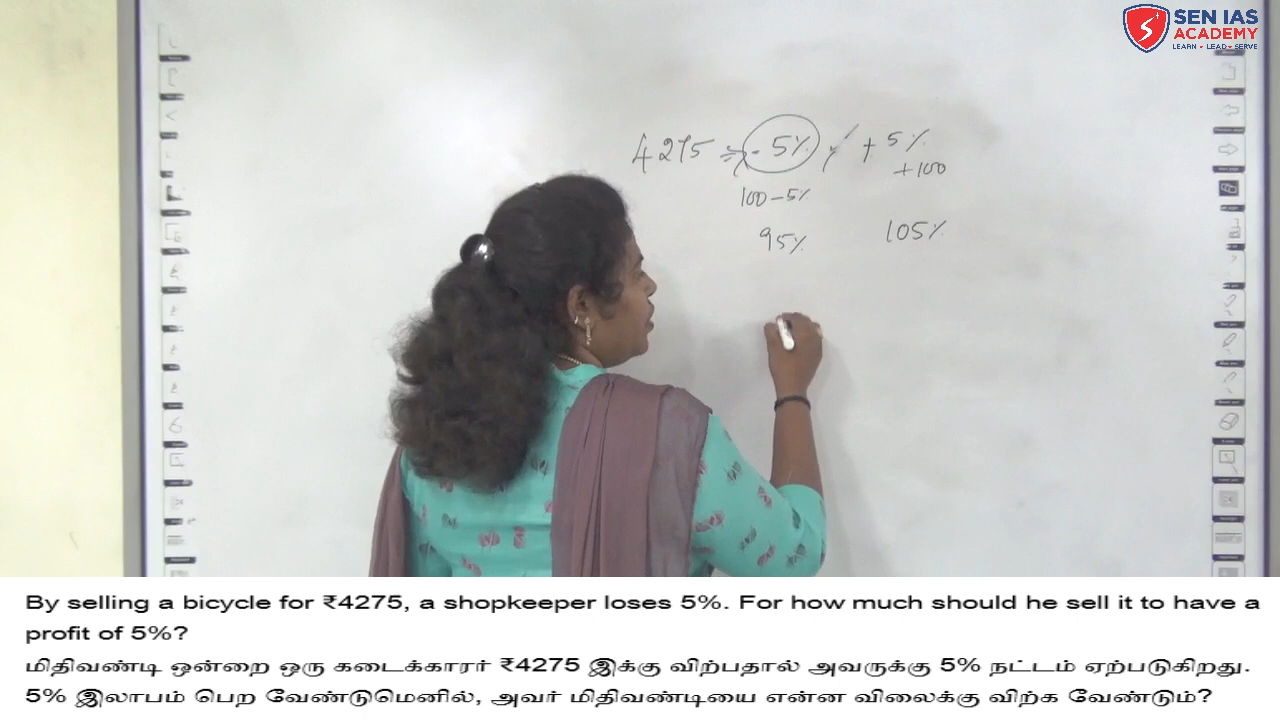 SEN IAS
ACADEMY
LEARN • LEAD • SERVE
4275 ⇒ - 5% + 5%
+100
100-5%
95% 105%
By selling a bicycle for ₹4275, a shopkeeper loses 5%. For how much should he sell it to have a
profit of 5%?
மிதிவண்டி ஒன்றை ஒரு கடைக்காரர் ₹4275 இக்கு விற்பதால் அவருக்கு 5% நட்டம் ஏற்படுகிறது.
5% இலாபம் பெற வேண்டுமெனில், அவர் மிதிவண்டியை என்ன விலைக்கு விற்க வேண்டும்?